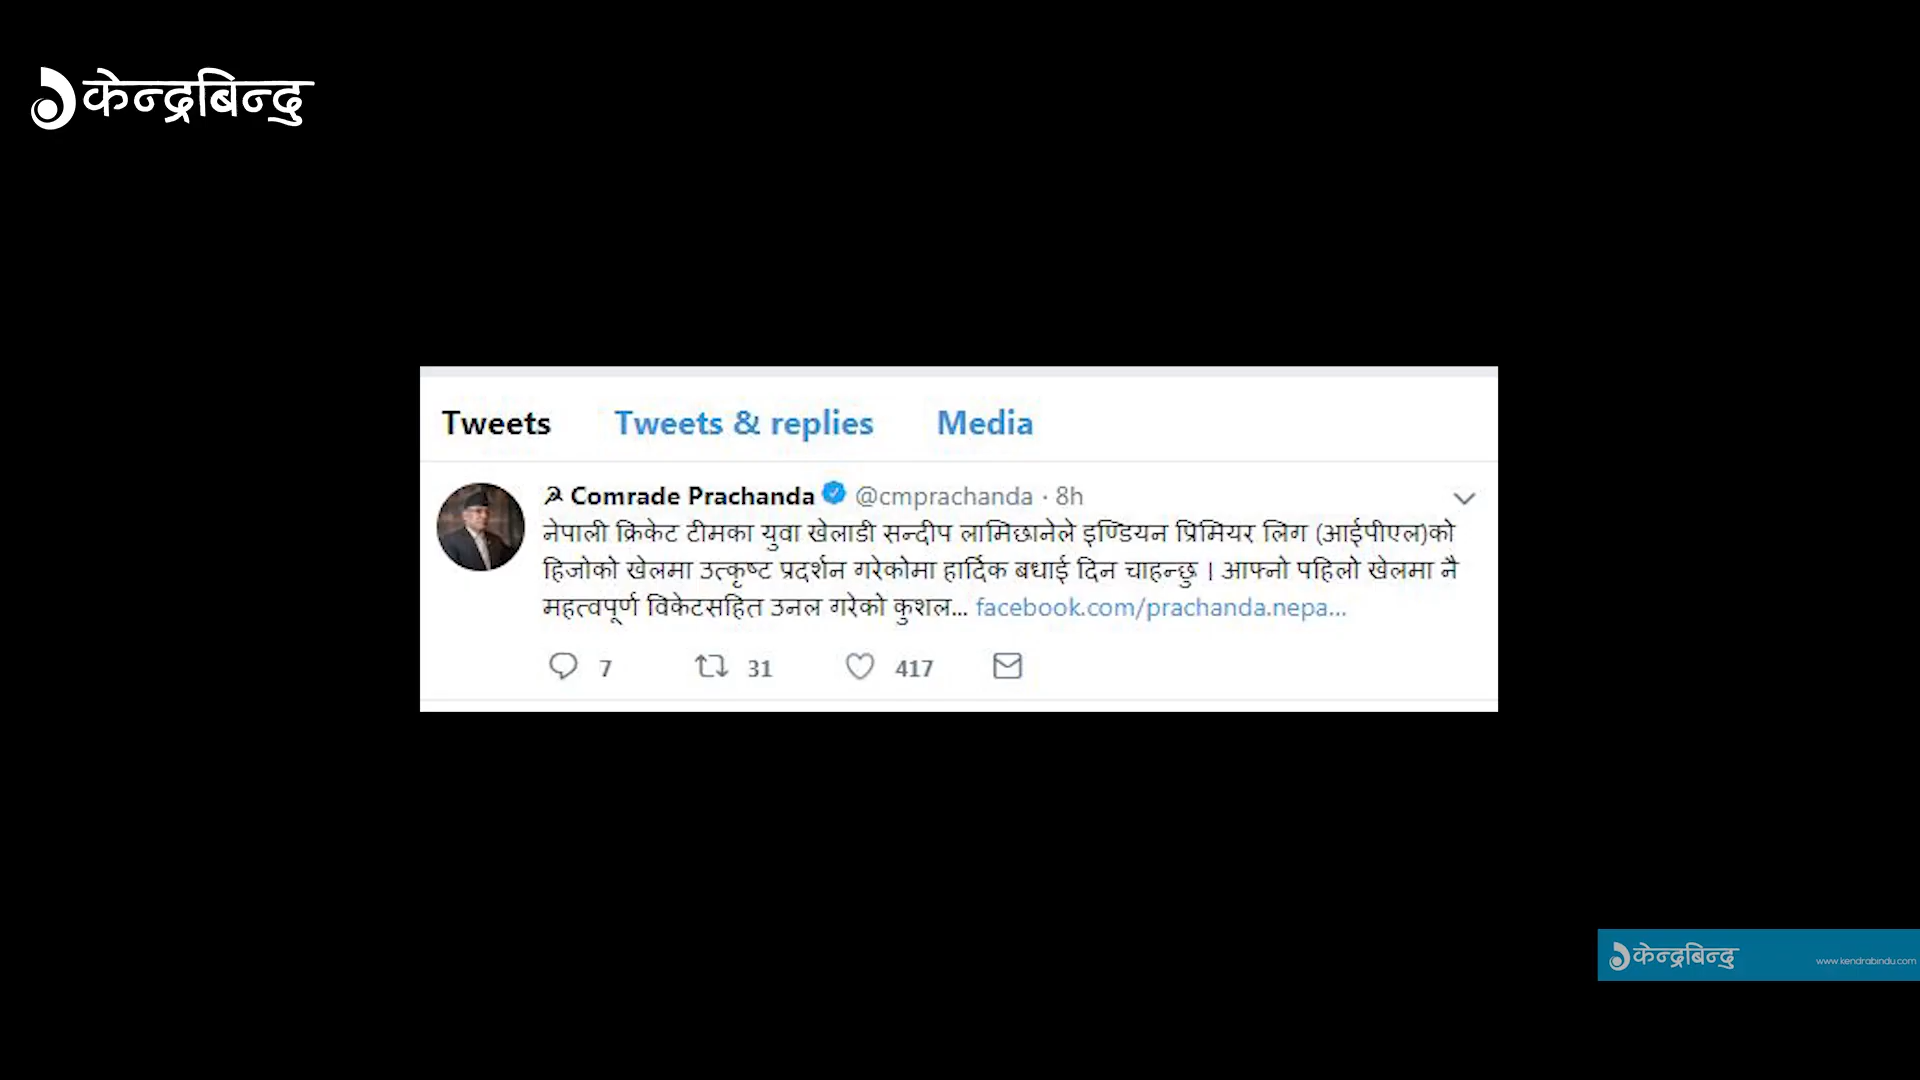 केन्द्रबिन्दु
Tweets Tweets & replies Media
☭ Comrade Prachanda @cmprachanda · 8h
नेपाली क्रिकेट टीमका युवा खेलाडी सन्दीप लामिछानेले इण्डियन प्रिमियर लिग (आईपीएल)को
हिजोको खेलमा उत्कृष्ट प्रदर्शन गरेकोमा हार्दिक बधाई दिन चाहन्छु । आफ्नो पहिलो खेलमा नै
महत्वपूर्ण विकेटसहित उनल गरेको कुशल... facebook.com/prachanda.nepa...
7 31 417
केन्द्रबिन्दु www.kendrabindu.com